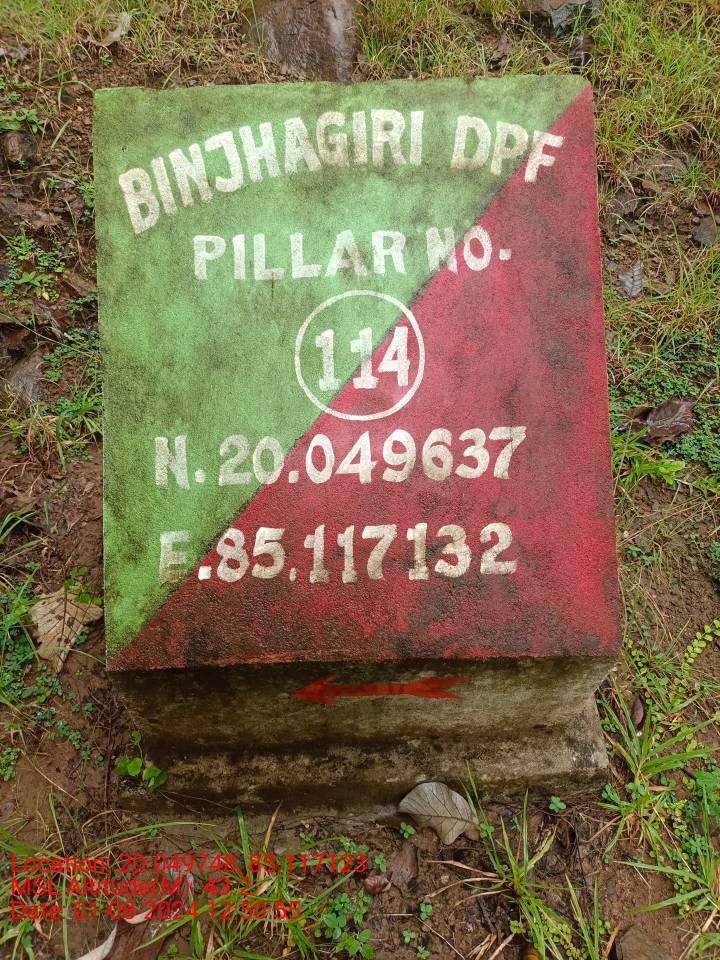 BINJHAGIRI DPF
PILLAR NO.
114
N. 20.049637
E. 85.117132
Location: 20.049748, 85.117123
MSL Altitude(M): 43.2
Date: 01-08-2024 12:50:55